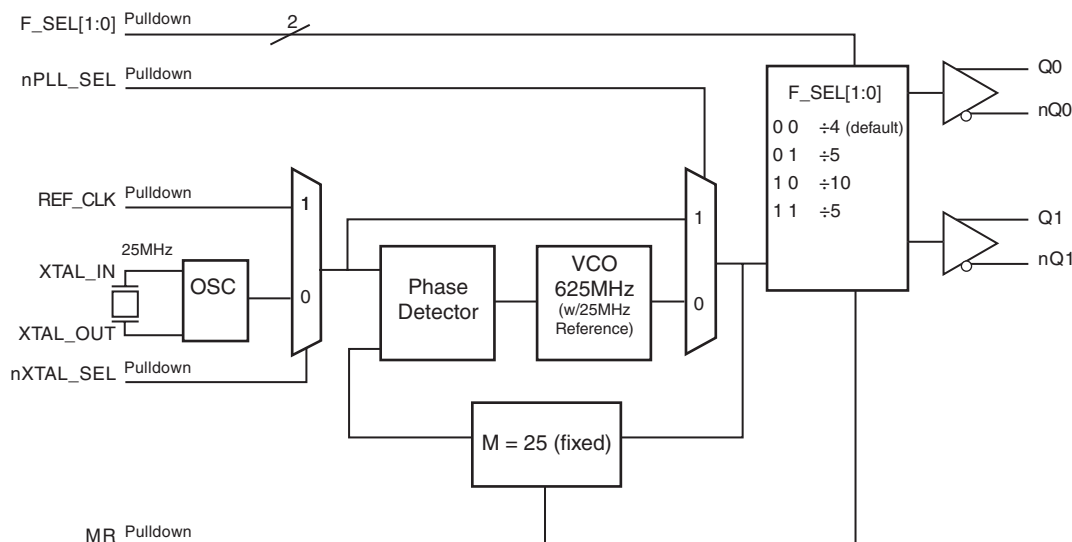 F_SEL[1:0] Pulldown 2
nPLL_SEL Pulldown
F_SEL[1:0]
0 0 ÷4 (default)
0 1 ÷5
1 0 ÷10
1 1 ÷5
Q0
nQ0
Q1
nQ1
REF_CLK Pulldown
1
0
25MHz
XTAL_IN
XTAL_OUT
OSC
nXTAL_SEL Pulldown
Phase
Detector
VCO
625MHz
(w/25MHz
Reference)
1
0
M = 25 (fixed)
MR Pulldown